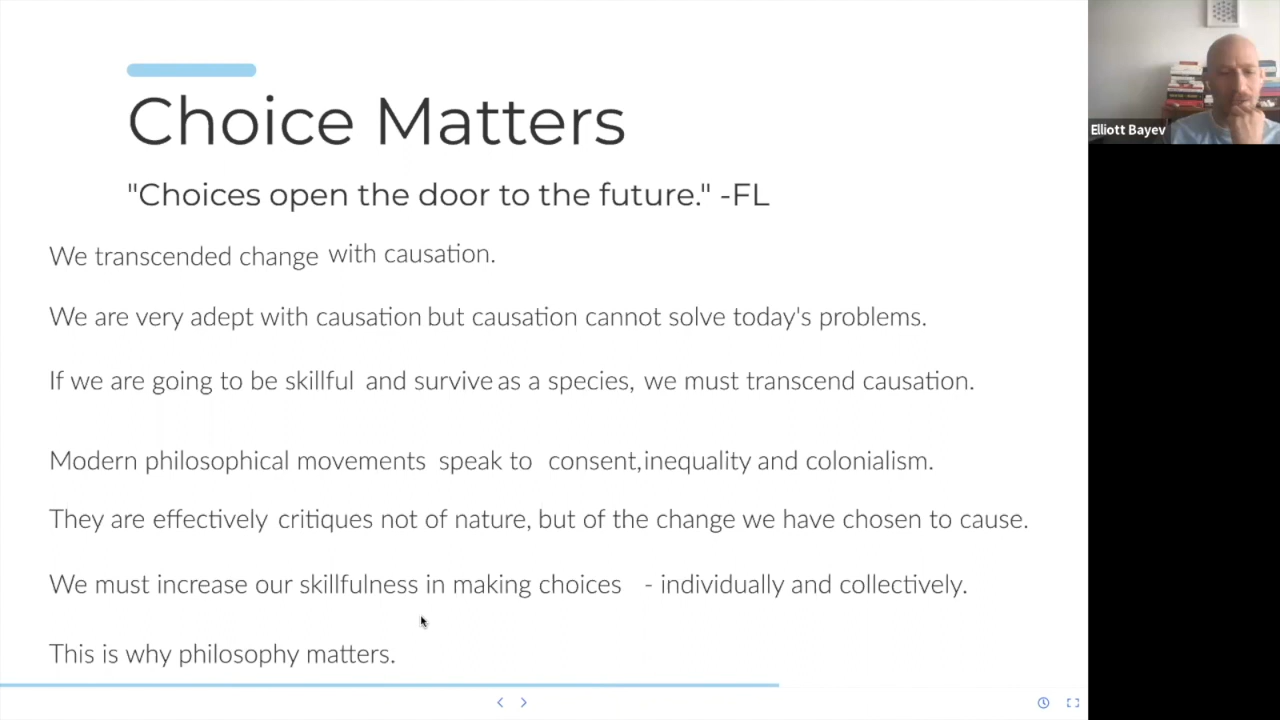 Choice Matters
"Choices open the door to the future." -FL
We transcended change with causation.
We are very adept with causation but causation cannot solve today's problems.
If we are going to be skillful and survive as a species, we must transcend causation.
Modern philosophical movements speak to consent, inequality and colonialism.
They are effectively critiques not of nature, but of the change we have chosen to cause.
We must increase our skillfulness in making choices - individually and collectively.
This is why philosophy matters.
Elliott Bayev